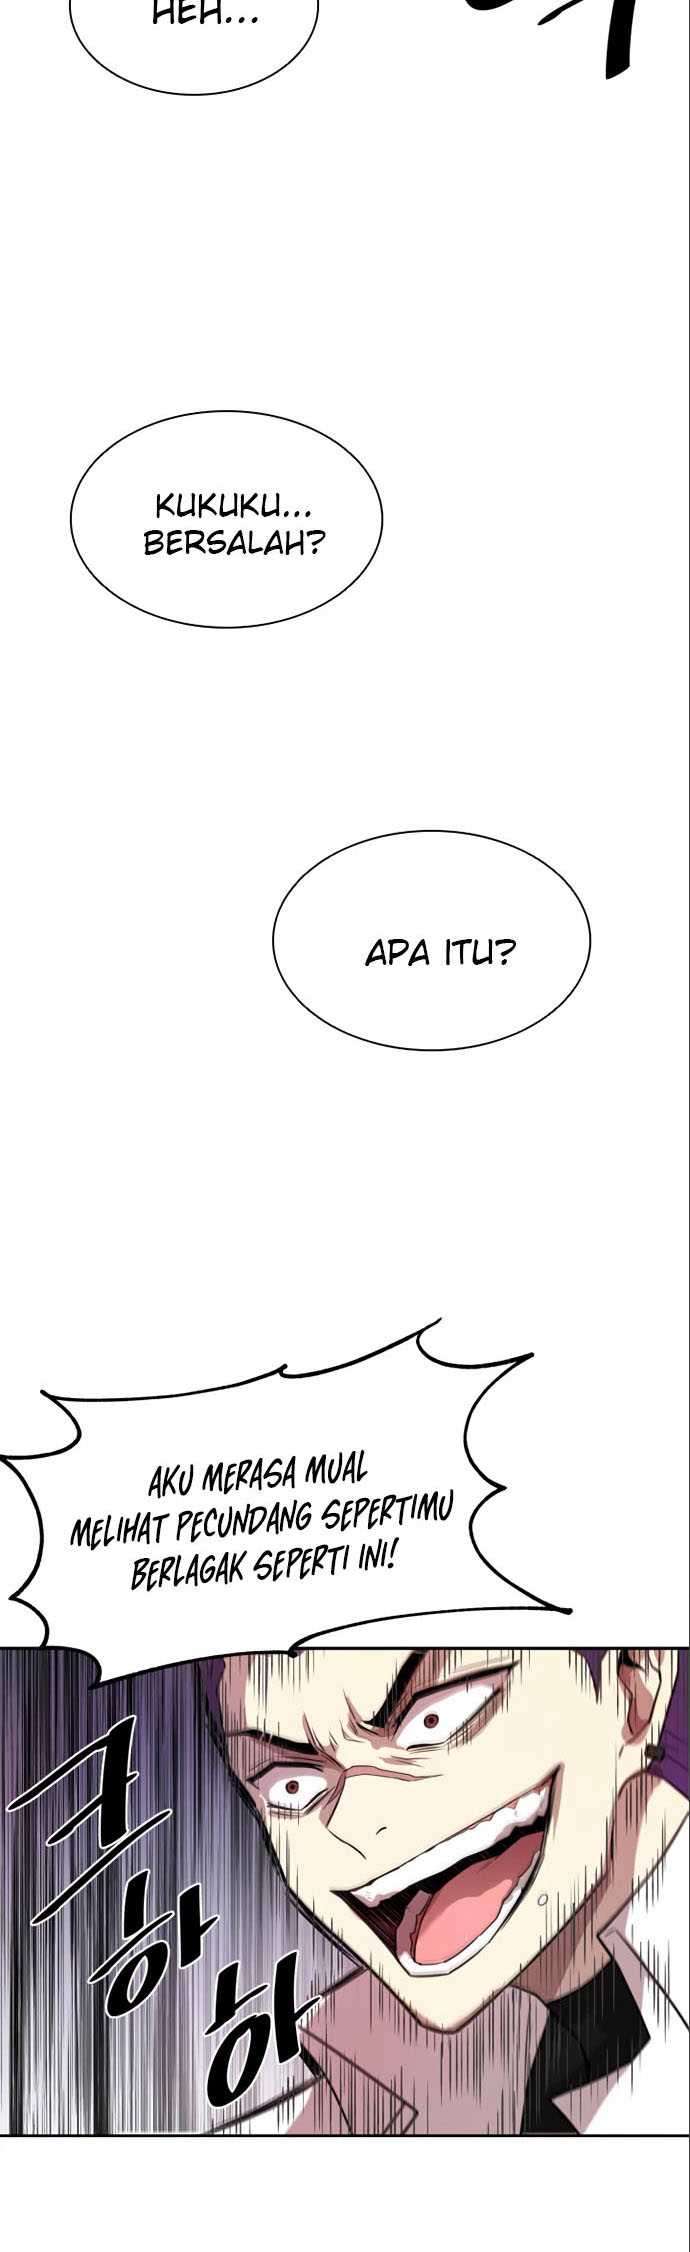 HEH...
KUKUKU...
BERSALAH?
APA ITU?
AKU MERASA MUAL
MELIHAT PECUNDANG SEPERTIMU
BERLAGAK SEPERTI INI!
크하하